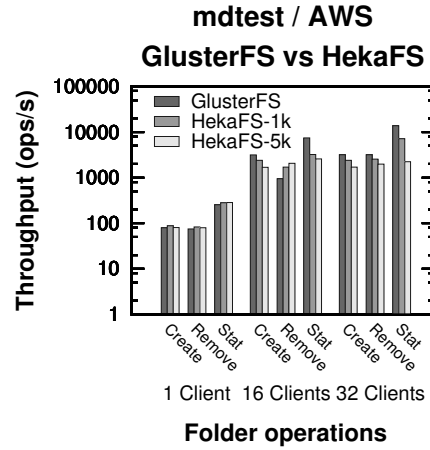 mdtest / AWS
GlusterFS vs HekaFS
Throughput (ops/s)
100000
10000
1000
100
10
1
GlusterFS
HekaFS-1k
HekaFS-5k
Create Remove Stat Create Remove Stat Create Remove Stat
1 Client 16 Clients 32 Clients
Folder operations